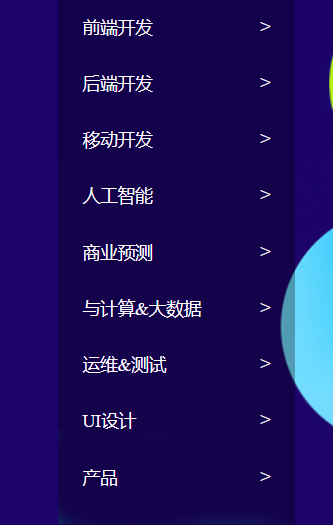 前端开发 >
后端开发 >
移动开发 >
人工智能 >
商业预测 >
与计算&大数据 >
运维&测试 >
UI设计 >
产品 >